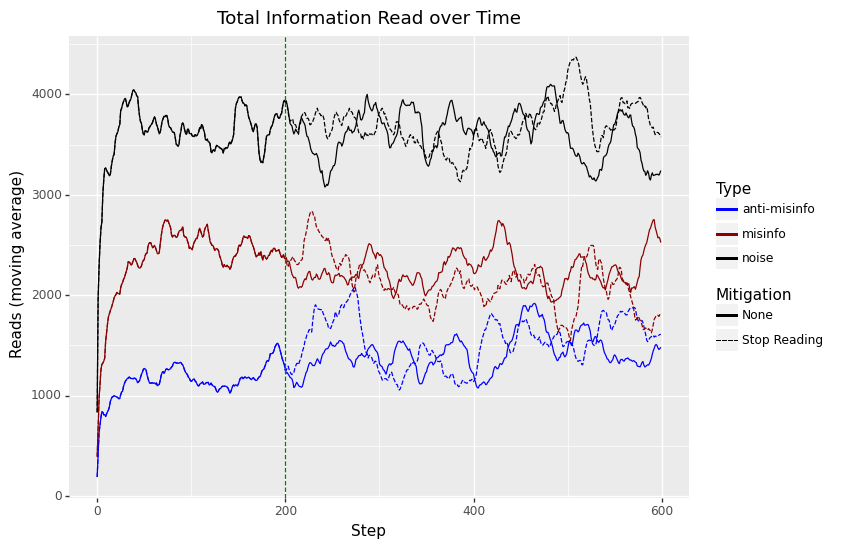 Total Information Read over Time
4000
3000
2000
1000
0
0 200 400 600
Step
Reads (moving average)
Type
anti-misinfo
misinfo
noise
Mitigation
None
Stop Reading